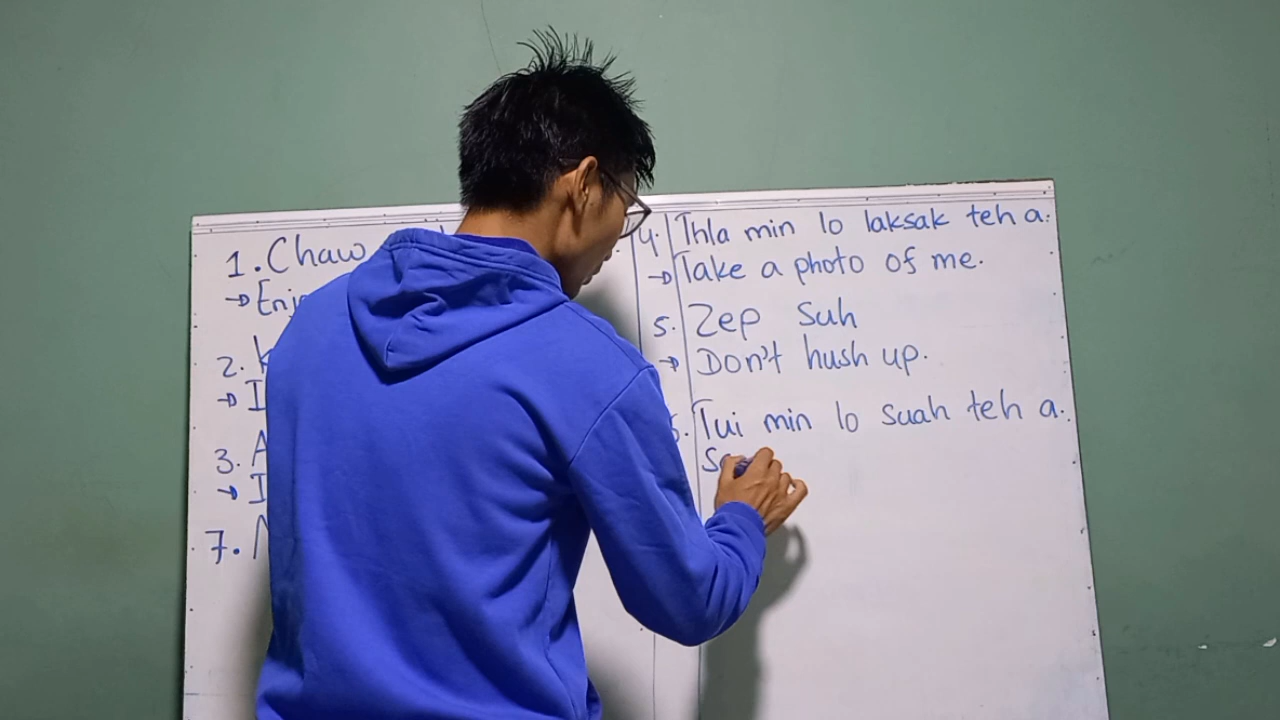 1. Chaw
→ Enj
2. K
→ I
3. A
→ I
7.
4. Thla min lo laksak teh a.
→ Take a photo of me.
5. Zep suh
→ Don't hush up.
6. Tui min lo suah teh a.